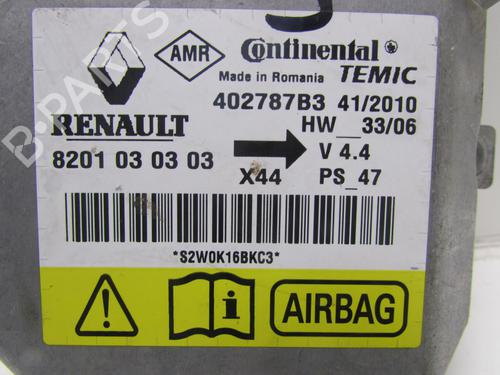 AMR Continental
Made in Romania TEMIC
402787B3 41/2010
RENAULT HW__33/06
8201 03 03 03 V 4.4
X44 PS_47
*S2W0K16BKC3*
AIRBAG
B-PARTS